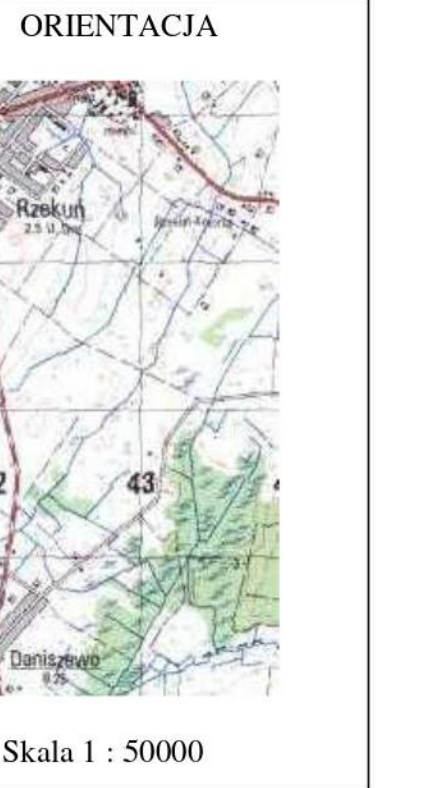 ORIENTACJA
Rzekuń
43
Daniszewo
Skala 1 : 50000